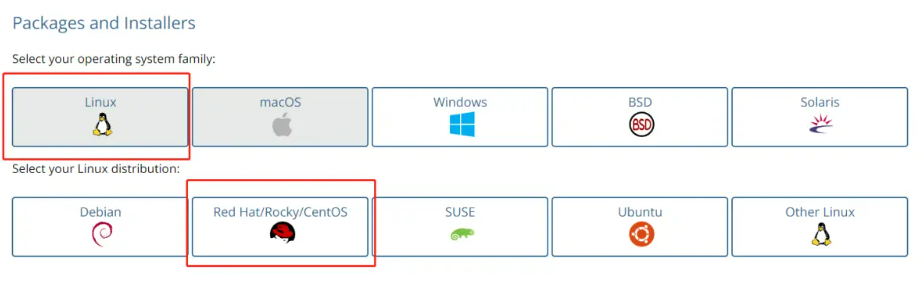 Packages and Installers
Select your operating system family:
Linux
macOS
Windows
BSD
Solaris
BSD
Select your Linux distribution:
Debian
Red Hat/Rocky/CentOS
SUSE
Ubuntu
Other Linux